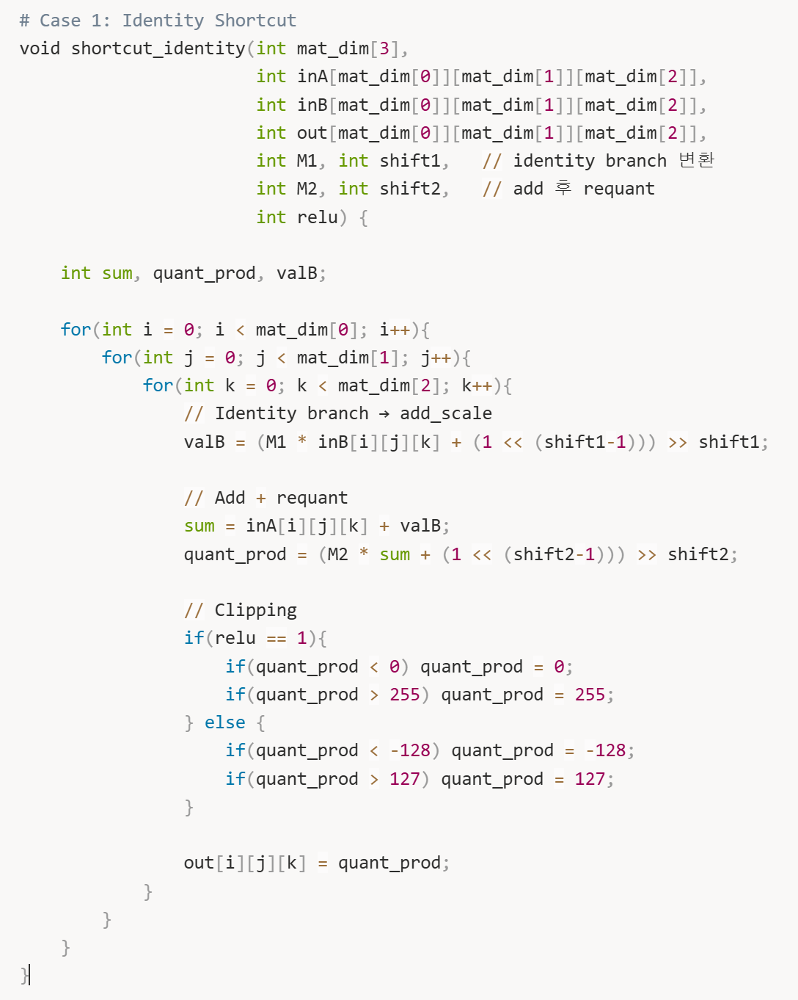 # Case 1: Identity Shortcut
void shortcut_identity(int mat_dim[3],
                       int inA[mat_dim[0]][mat_dim[1]][mat_dim[2]],
                       int inB[mat_dim[0]][mat_dim[1]][mat_dim[2]],
                       int out[mat_dim[0]][mat_dim[1]][mat_dim[2]],
                       int M1, int shift1,   // identity branch 변환
                       int M2, int shift2,   // add 후 requant
                       int relu) {

    int sum, quant_prod, valB;

    for(int i = 0; i < mat_dim[0]; i++){
        for(int j = 0; j < mat_dim[1]; j++){
            for(int k = 0; k < mat_dim[2]; k++){
                // Identity branch → add_scale
                valB = (M1 * inB[i][j][k] + (1 << (shift1-1))) >> shift1;

                // Add + requant
                sum = inA[i][j][k] + valB;
                quant_prod = (M2 * sum + (1 << (shift2-1))) >> shift2;

                // Clipping
                if(relu == 1){
                    if(quant_prod < 0) quant_prod = 0;
                    if(quant_prod > 255) quant_prod = 255;
                } else {
                    if(quant_prod < -128) quant_prod = -128;
                    if(quant_prod > 127) quant_prod = 127;
                }

                out[i][j][k] = quant_prod;
            }
        }
    }
}